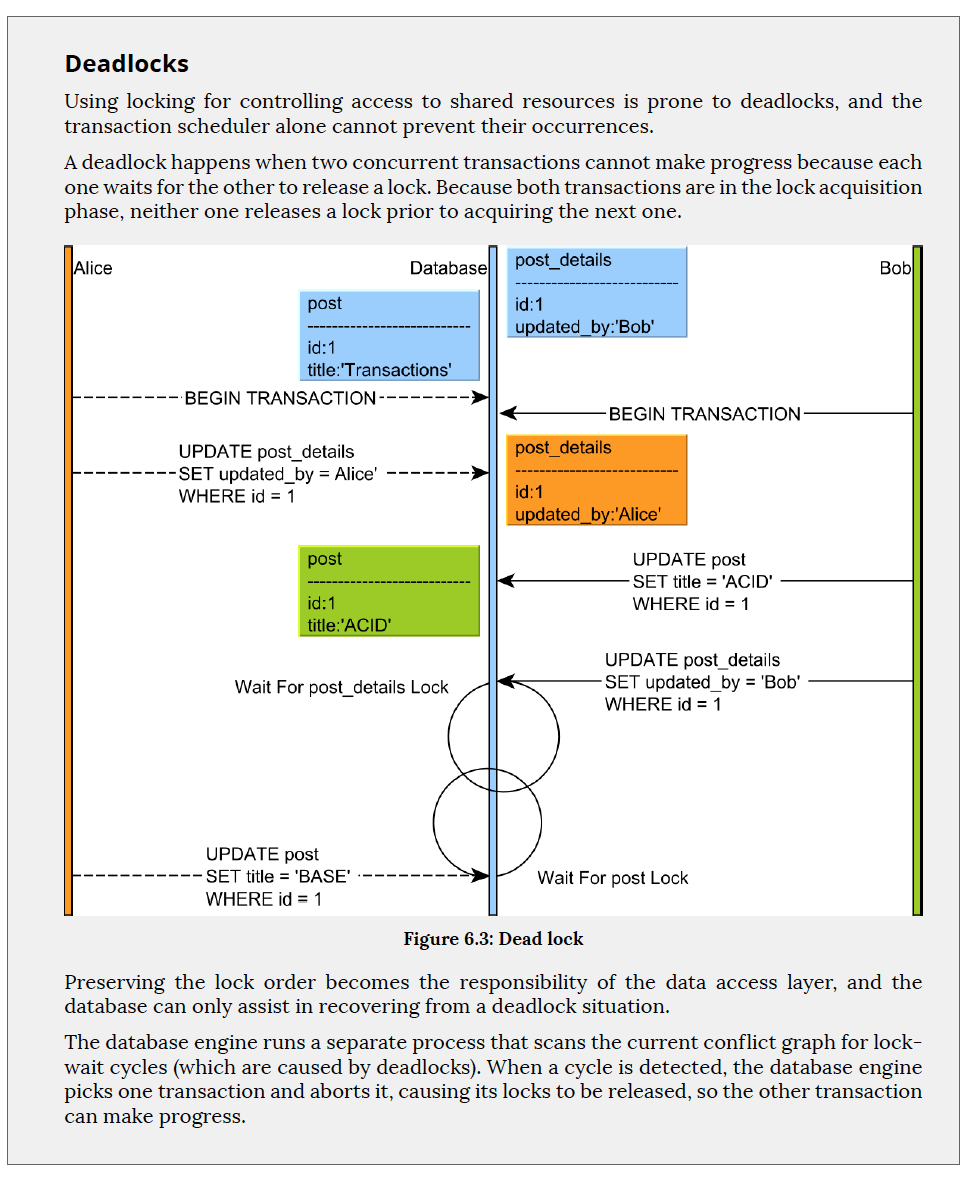 Deadlocks
Using locking for controlling access to shared resources is prone to deadlocks, and the
transaction scheduler alone cannot prevent their occurrences.
A deadlock happens when two concurrent transactions cannot make progress because each
one waits for the other to release a lock. Because both transactions are in the lock acquisition
phase, neither one releases a lock prior to acquiring the next one.
Alice
Database
Bob
post_details
----------------------------
id:1
updated_by:'Bob'
post
----------------------------
id:1
title:'Transactions'
BEGIN TRANSACTION
BEGIN TRANSACTION
UPDATE post_details
SET updated_by = Alice'
WHERE id = 1
post_details
----------------------------
id:1
updated_by:'Alice'
post
----------------------------
id:1
title:'ACID'
UPDATE post
SET title = 'ACID'
WHERE id = 1
UPDATE post_details
SET updated_by = 'Bob'
WHERE id = 1
Wait For post_details Lock
UPDATE post
SET title = 'BASE'
WHERE id = 1
Wait For post Lock
Figure 6.3: Dead lock
Preserving the lock order becomes the responsibility of the data access layer, and the
database can only assist in recovering from a deadlock situation.
The database engine runs a separate process that scans the current conflict graph for lock-
wait cycles (which are caused by deadlocks). When a cycle is detected, the database engine
picks one transaction and aborts it, causing its locks to be released, so the other transaction
can make progress.